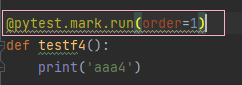 @pytest.mark.run(order=1)
def testf4():
    print('aaa4')